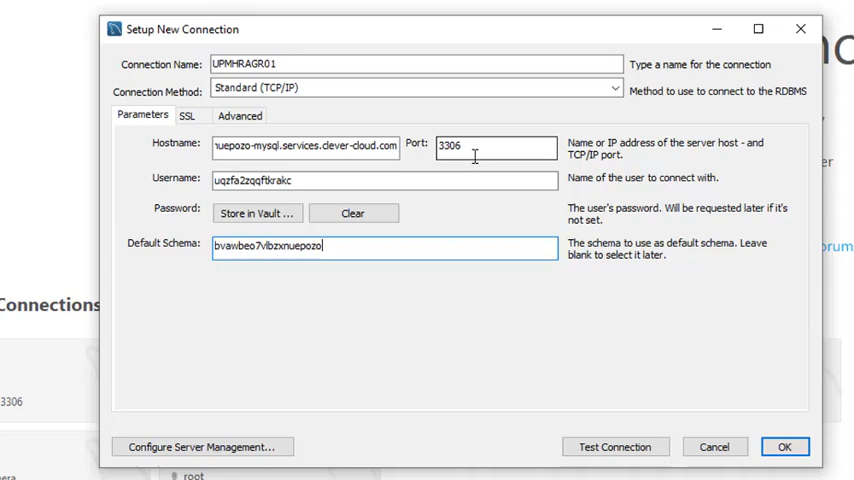 Setup New Connection
Connection Name: UPMHRAGR01 Type a name for the connection
Connection Method: Standard (TCP/IP) Method to use to connect to the RDBMS
Parameters SSL Advanced
Hostname: nuepozo-mysql.services.clever-cloud.com Port: 3306 Name or IP address of the server host - and
TCP/IP port.
Username: uqzfa2zqqftkrakc Name of the user to connect with.
Password: Store in Vault ... Clear The user's password. Will be requested later if it's
not set.
Default Schema: bvawbeo7vlbzxnuepozo The schema to use as default schema. Leave
blank to select it later.
Connections
3306
Configure Server Management... Test Connection Cancel OK
root